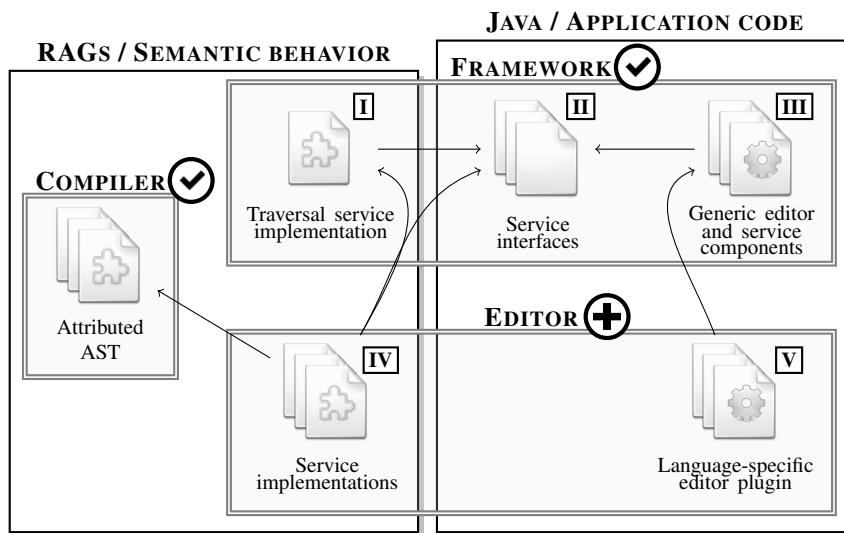 JAVA / APPLICATION CODE
RAGS / SEMANTIC BEHAVIOR
FRAMEWORK
I
II
III
COMPILER
Traversal service
implementation
Service
interfaces
Generic editor
and service
components
Attributed
AST
EDITOR
IV
V
Service
implementations
Language-specific
editor plugin